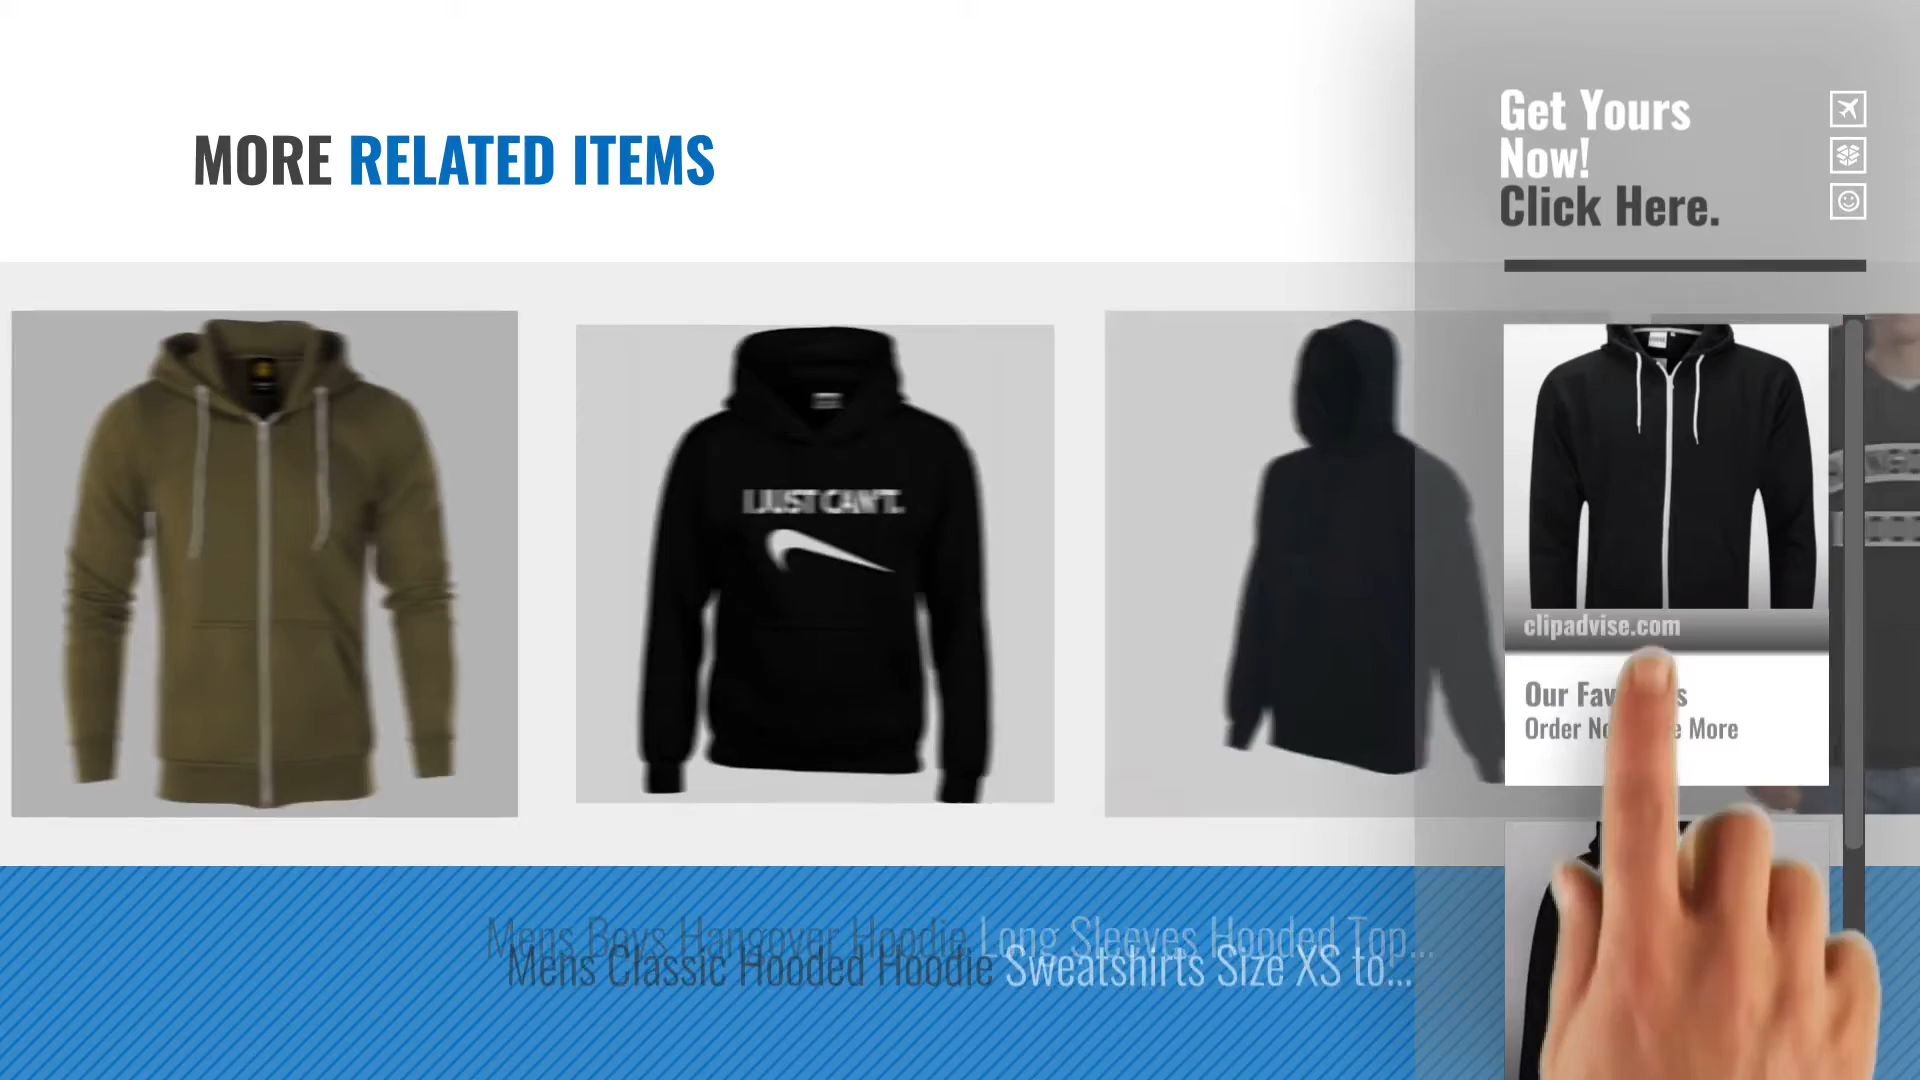 MORE RELATED ITEMS
Get Yours
Now!
Click Here.
I JUST CAN'T.
clipadvise.com
Our Fav s
Order No e More
Mens Boys Hangover Hoodie Long Sleeves Hooded Top...
Mens Classic Hooded Hoodie Sweatshirts Size XS to...